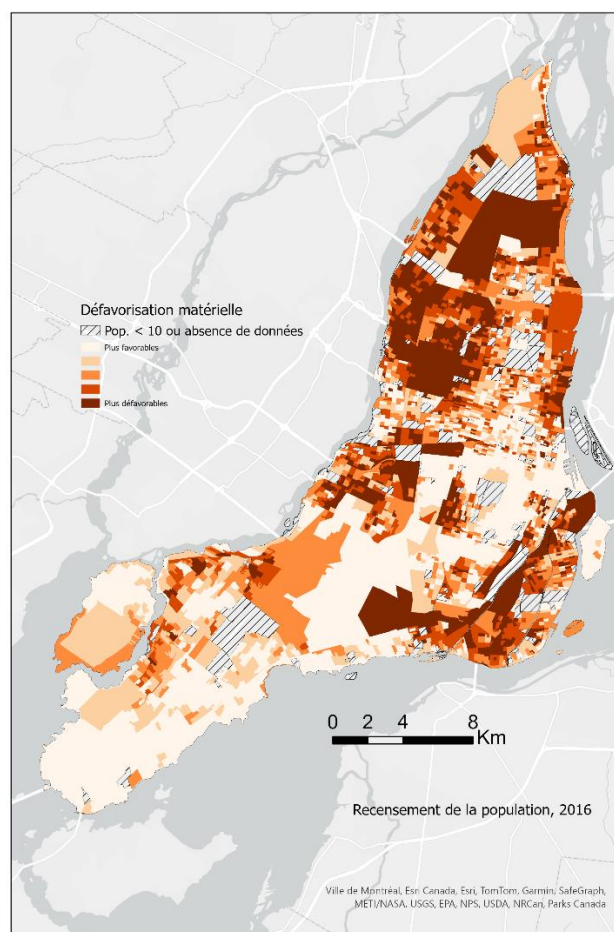 Défavorisation matérielle
Pop. < 10 ou absence de données
Plus favorables
Plus défavorables
0 2 4 8
Km
Recensement de la population, 2016
Ville de Montréal, Esri Canada, Esri, TomTom, Garmin, SafeGraph,
METI/NASA, USGS, EPA, NPS, USDA, NRCan, Parks Canada